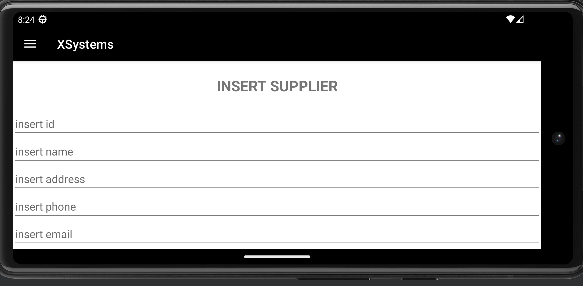 8:24
XSystems
INSERT SUPPLIER
insert id
insert name
insert address
insert phone
insert email